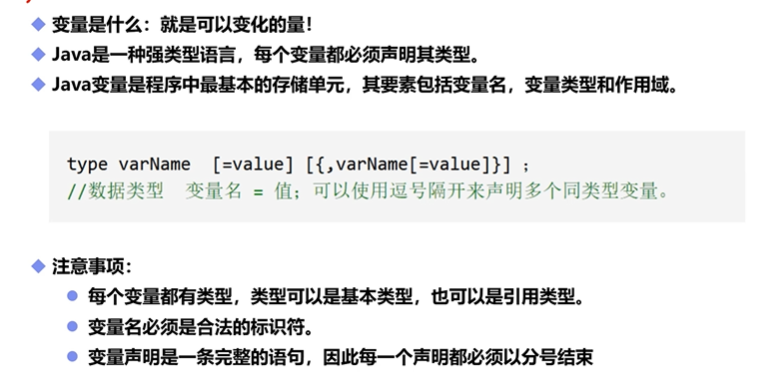 变量是什么：就是可以变化的量！
Java是一种强类型语言，每个变量都必须声明其类型。
Java变量是程序中最基本的存储单元，其要素包括变量名，变量类型和作用域。
type varName  [=value] [{,varName[=value]}] ;
//数据类型  变量名 = 值；可以使用逗号隔开来声明多个同类型变量。
注意事项：
每个变量都有类型，类型可以是基本类型，也可以是引用类型。
变量名必须是合法的标识符。
变量声明是一条完整的语句，因此每一个声明都必须以分号结束